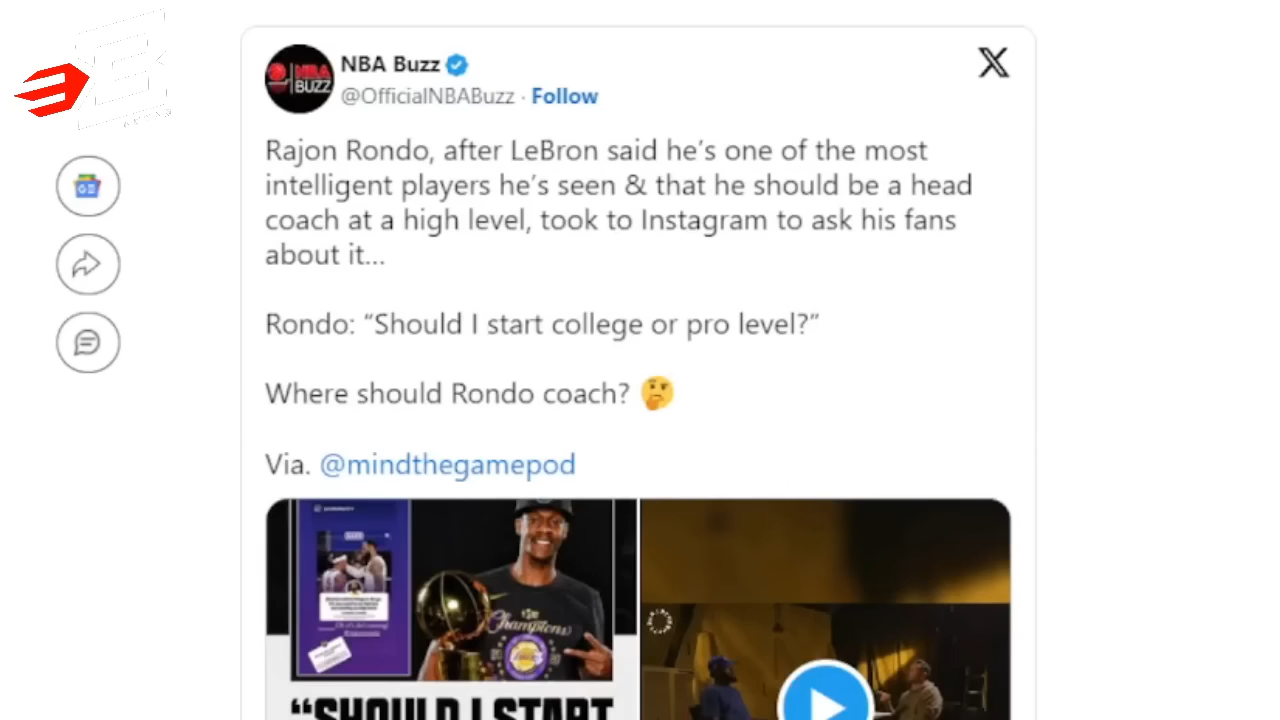 NBA Buzz
@OfficialNBABuzz · Follow
NBA
BUZZ
Rajon Rondo, after LeBron said he's one of the most
intelligent players he's seen & that he should be a head
coach at a high level, took to Instagram to ask his fans
about it...
Rondo: “Should I start college or pro level?”
Where should Rondo coach? 🤔
Via. @mindthegamepod
Champions
“SHOULD I START